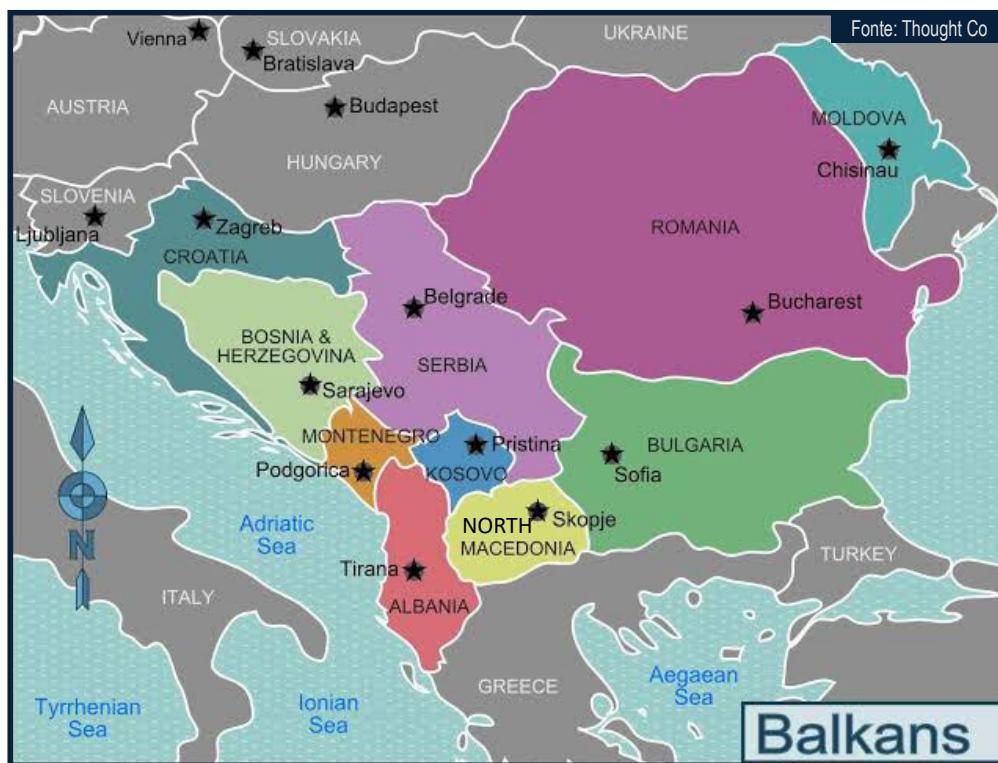 Fonte: Thought Co
Vienna
SLOVAKIA
Bratislava
UKRAINE
AUSTRIA
Budapest
HUNGARY
MOLDOVA
Chisinau
SLOVENIA
Ljubljana
Zagreb
CROATIA
ROMANIA
Belgrade
Bucharest
BOSNIA &
HERZEGOVINA
SERBIA
Sarajevo
MONTENEGRO
Pristina
BULGARIA
Podgorica
KOSOVO
Sofia
Adriatic
Sea
NORTH
Skopje
MACEDONIA
N
TURKEY
Tirana
ITALY
ALBANIA
Aegaean
Sea
GREECE
Tyrrhenian
Sea
Ionian
Sea
Balkans